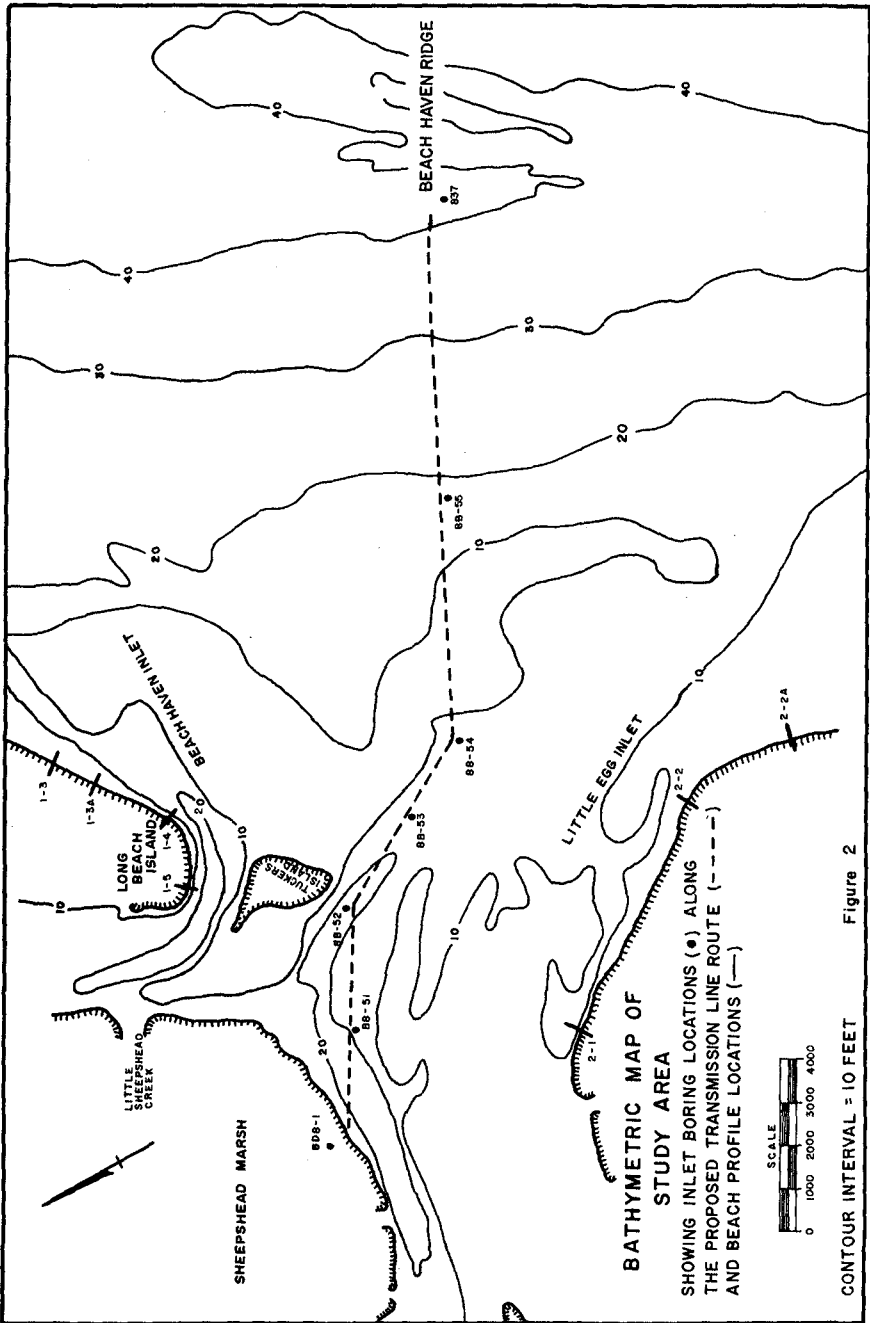 BEACH HAVEN RIDGE
40
40
40
837
30
30
20
20
BB-55
10
BEACH HAVEN INLET
1-3
1-3A
LONG
BEACH
ISLAND
1-4
1-5
20
10
10
TUCKERS
ISLAND
BB-54
BB-53
BB-52
BB-51
20
LITTLE EGG INLET
10
10
2-2A
2-2
2-1
LITTLE
SHEEPSHEAD
CREEK
BDB-1
SHEEPSHEAD MARSH
BATHYMETRIC MAP OF
STUDY AREA
SHOWING INLET BORING LOCATIONS (●) ALONG
THE PROPOSED TRANSMISSION LINE ROUTE (----)
AND BEACH PROFILE LOCATIONS (—)
SCALE
0 1000 2000 3000 4000
CONTOUR INTERVAL = 10 FEET Figure 2